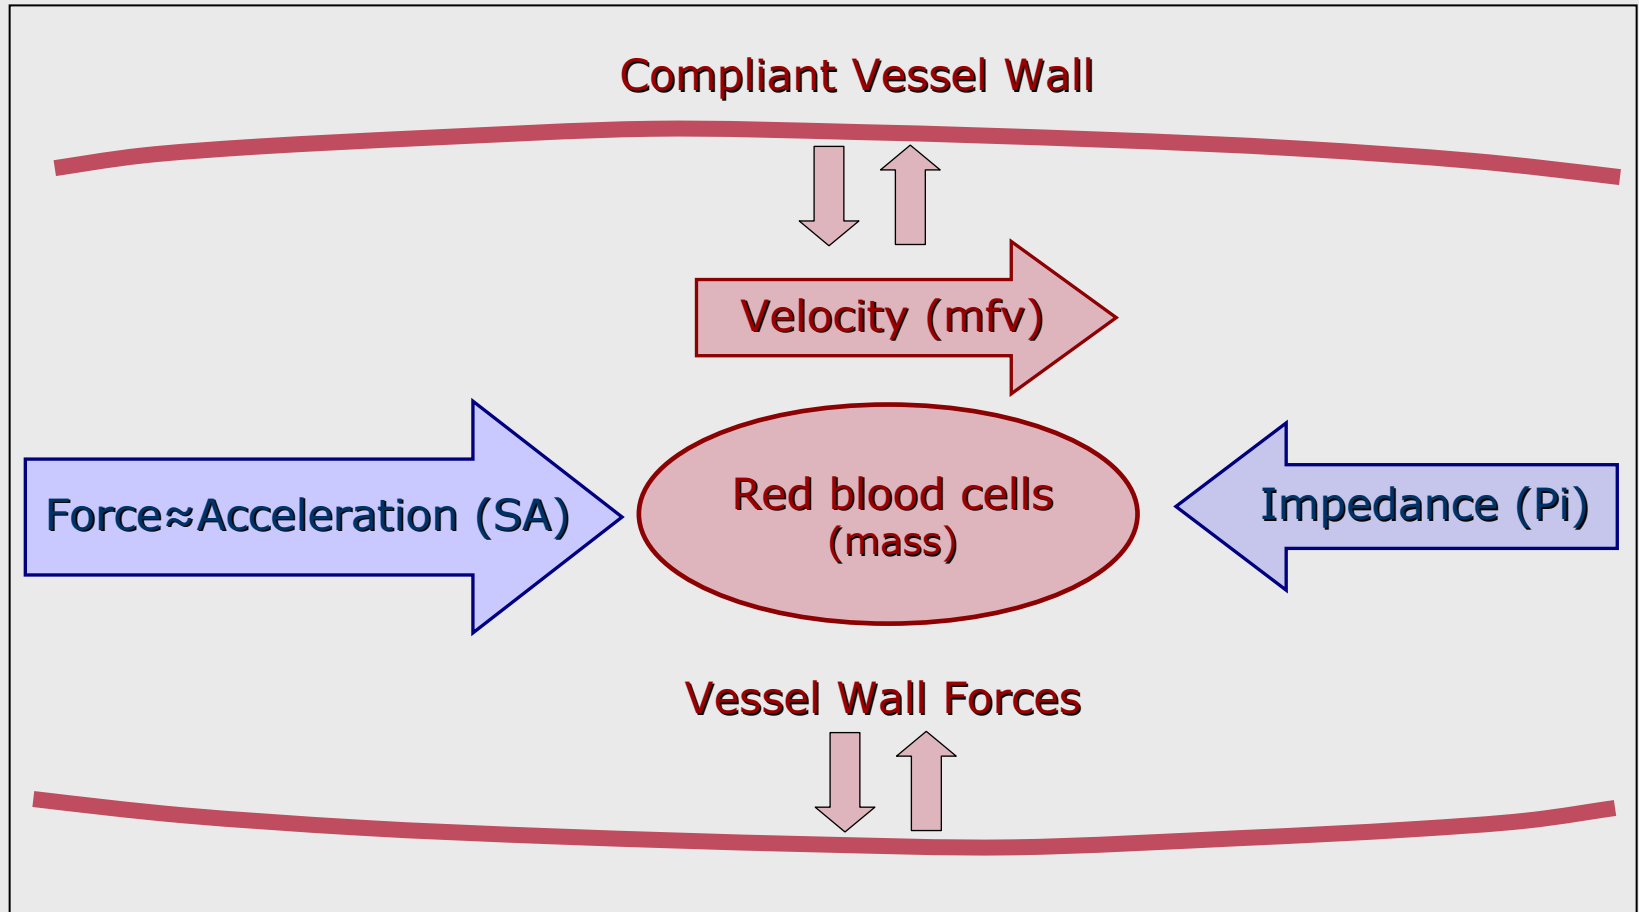 Compliant Vessel Wall
Velocity (mfv)
Force≈Acceleration (SA)
Red blood cells
(mass)
Impedance (Pi)
Vessel Wall Forces